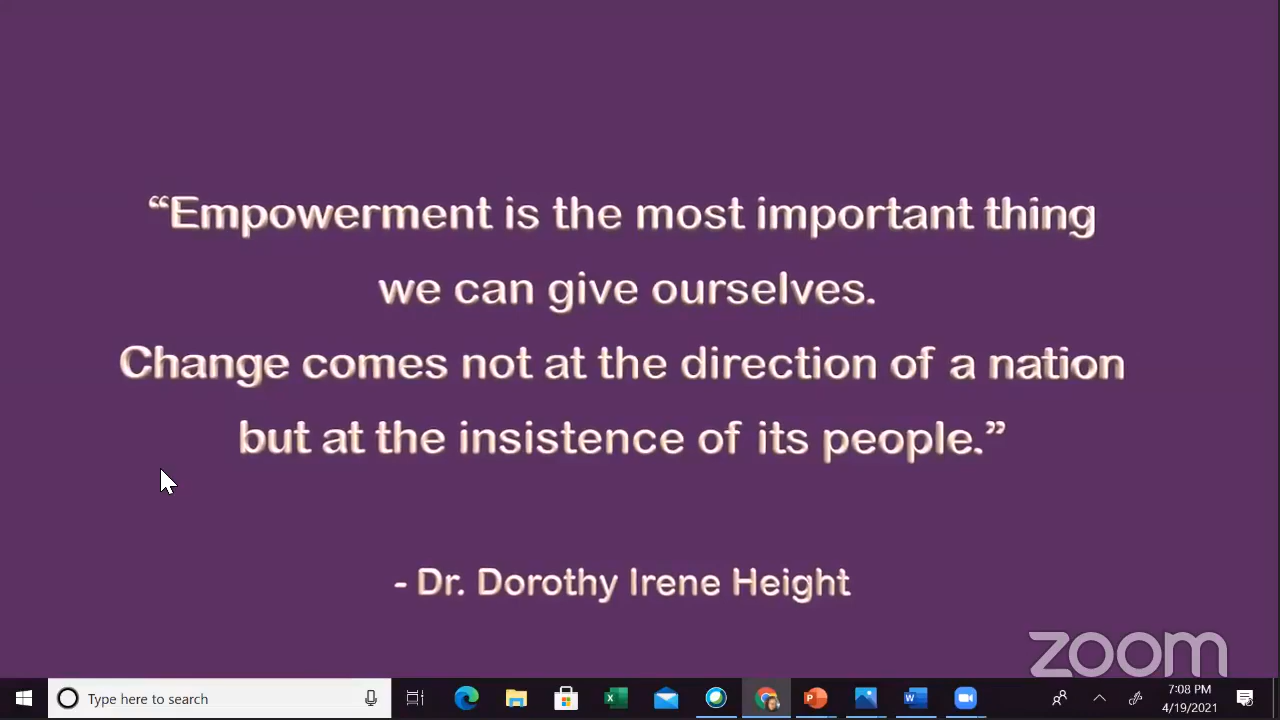 “Empowerment is the most important thing
we can give ourselves.
Change comes not at the direction of a nation
but at the insistence of its people.”
- Dr. Dorothy Irene Height
zoom
Type here to search
7:08 PM
4/19/2021